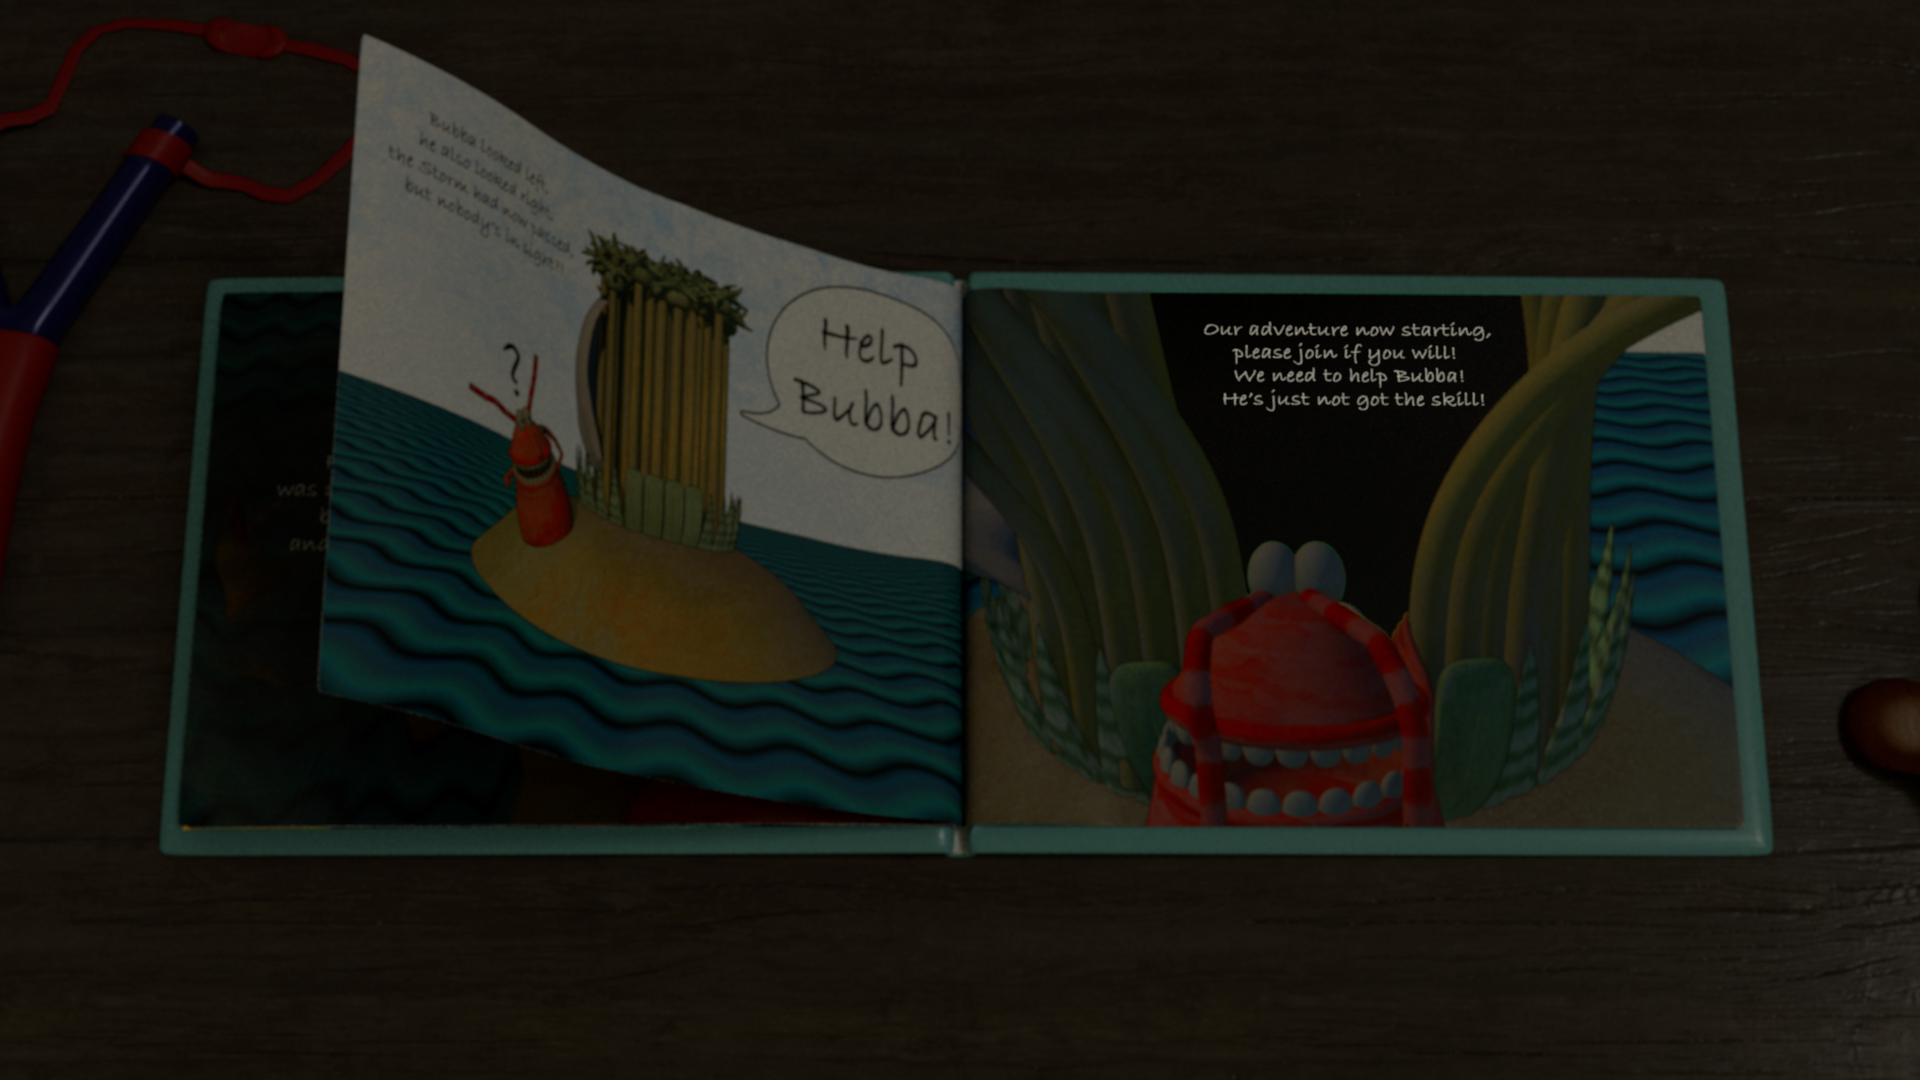 Bubba looked left,
he also looked right,
the Storm had now passed,
but nobody's in sight!!
?
Help
Bubba!
was
and
Our adventure now starting,
please join if you will!
We need to help Bubba!
He's just not got the skill!